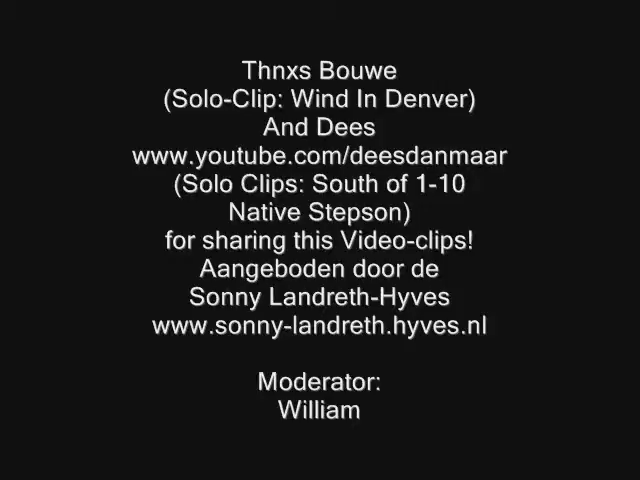 Thnxs Bouwe
(Solo-Clip: Wind In Denver)
And Dees
www.youtube.com/deesdanmaar
(Solo Clips: South of 1-10
Native Stepson)
for sharing this Video-clips!
Aangeboden door de
Sonny Landreth-Hyves
www.sonny-landreth.hyves.nl
Moderator:
William